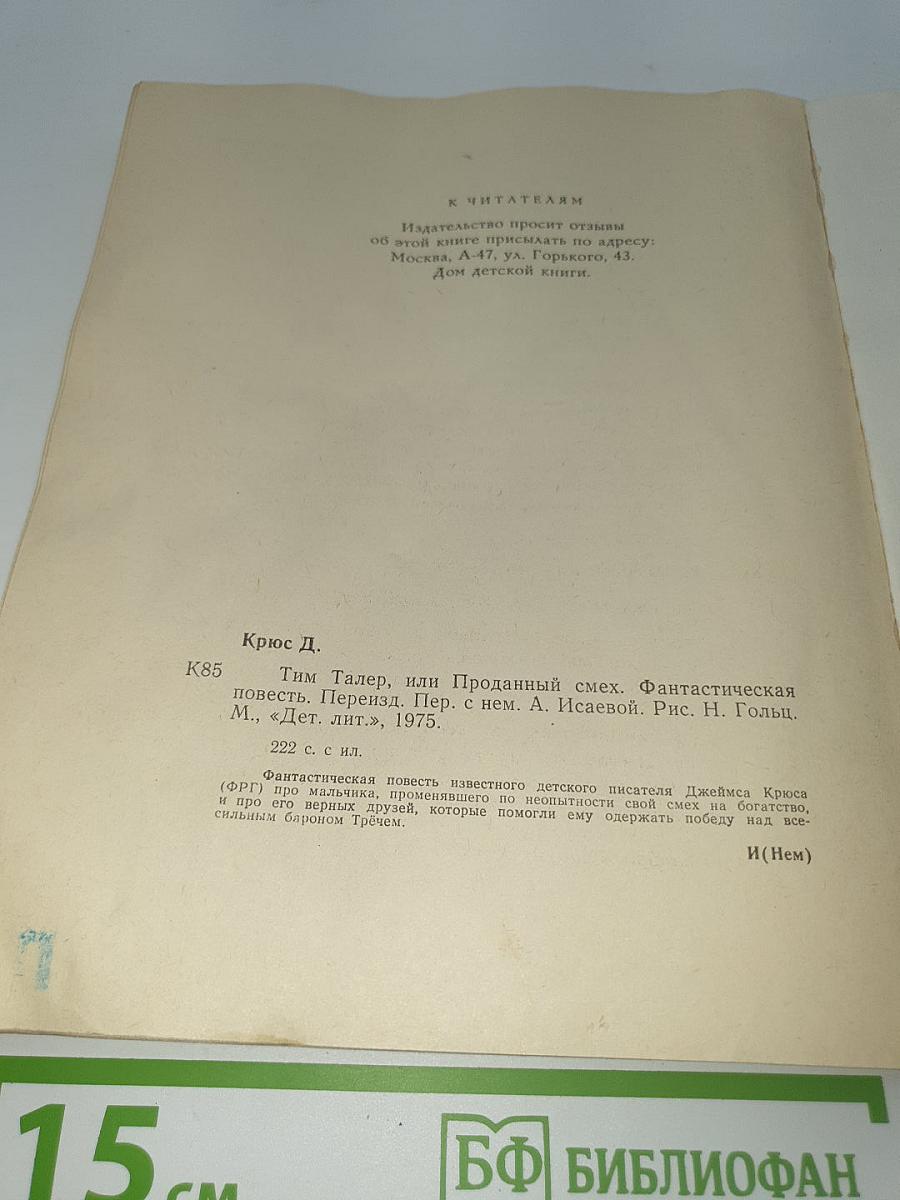 К ЧИТАТЕЛЯМ
Издательство просит отзывы
об этой книге присылать по адресу:
Москва, А-47, ул. Горького, 43.
Дом детской книги.
Крюс Д.
К85 Тим Талер, или Проданный смех. Фантастическая
повесть. Переизд. Пер. с нем. А. Исаевой. Рис. Н. Гольц.
М., «Дет. лит.», 1975.
222 с. с ил.
Фантастическая повесть известного детского писателя Джеймса Крюса
(ФРГ) про мальчика, променявшего по неопытности свой смех на богатство,
и про его верных друзей, которые помогли ему одержать победу над все-
сильным бароном Трёчем.
И(Нем)
15 см
БФ БИБЛИОФАН